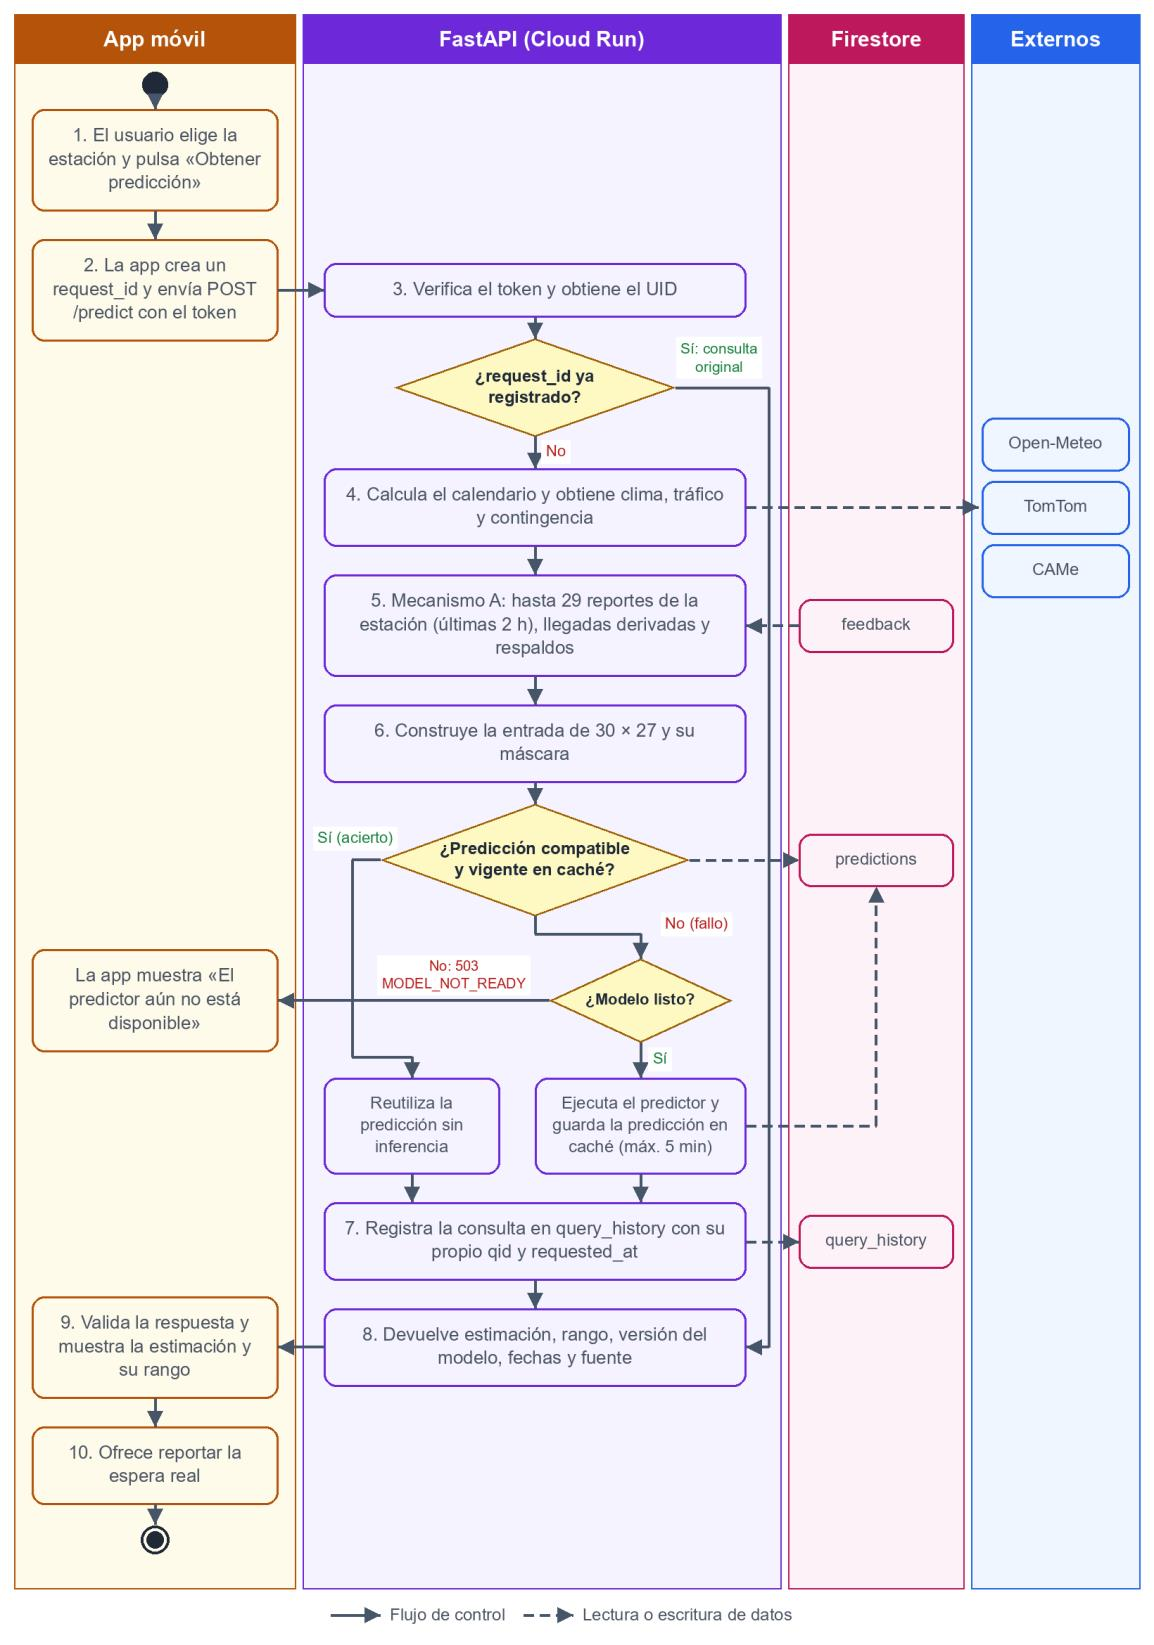 App móvil
FastAPI (Cloud Run)
Firestore
Externos
1. El usuario elige la
estación y pulsa «Obtener
predicción»
2. La app crea un
request_id y envía POST
/predict con el token
3. Verifica el token y obtiene el UID
Sí: consulta
original
¿request_id ya
registrado?
No
Open-Meteo
4. Calcula el calendario y obtiene clima, tráfico
y contingencia
TomTom
CAMe
5. Mecanismo A: hasta 29 reportes de la
estación (últimas 2 h), llegadas derivadas y
respaldos
feedback
6. Construye la entrada de 30 × 27 y su
máscara
Sí (acierto)
¿Predicción compatible
y vigente en caché?
predictions
No (fallo)
La app muestra «El
predictor aún no está
disponible»
No: 503
MODEL_NOT_READY
¿Modelo listo?
Sí
Reutiliza la
predicción sin
inferencia
Ejecuta el predictor y
guarda la predicción en
caché (máx. 5 min)
7. Registra la consulta en query_history con su
propio qid y requested_at
query_history
8. Devuelve estimación, rango, versión del
modelo, fechas y fuente
9. Valida la respuesta y
muestra la estimación y
su rango
10. Ofrece reportar la
espera real
Flujo de control
Lectura o escritura de datos